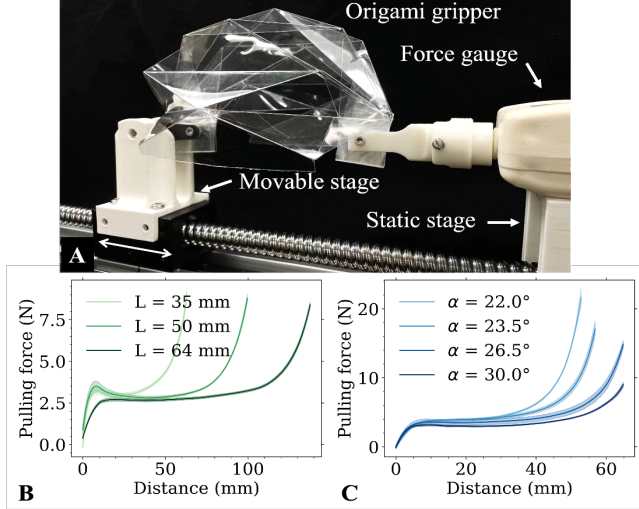 Origami gripper
Force gauge
Movable stage
Static stage
A
Pulling force (N)
7.5
5.0
2.5
0.0
L = 35 mm
L = 50 mm
L = 64 mm
0
50
100
Distance (mm)
B
Pulling force (N)
20
10
0
α = 22.0°
α = 23.5°
α = 26.5°
α = 30.0°
0
20
40
60
Distance (mm)
C